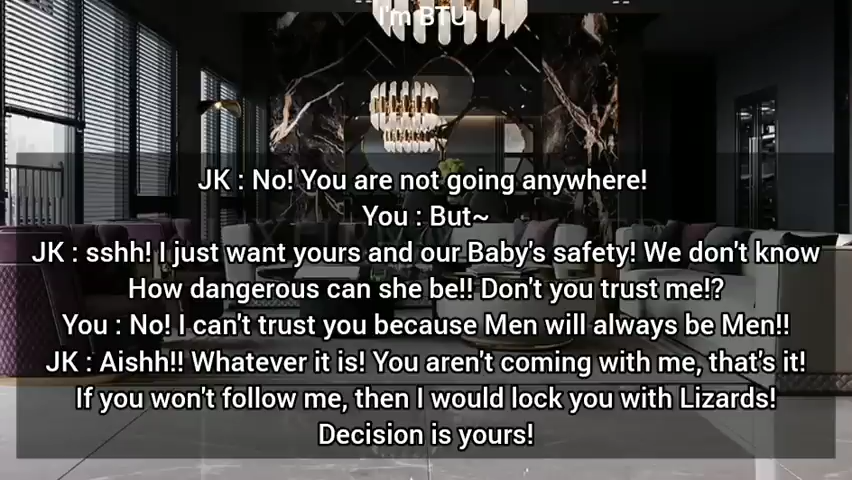 I'm BTU
JK : No! You are not going anywhere!
You : But~
JK : sshh! I just want yours and our Baby's safety! We don't know
How dangerous can she be!! Don't you trust me!?
You : No! I can't trust you because Men will always be Men!!
JK : Aishh!! Whatever it is! You aren't coming with me, that's it!
If you won't follow me, then I would lock you with Lizards!
Decision is yours!